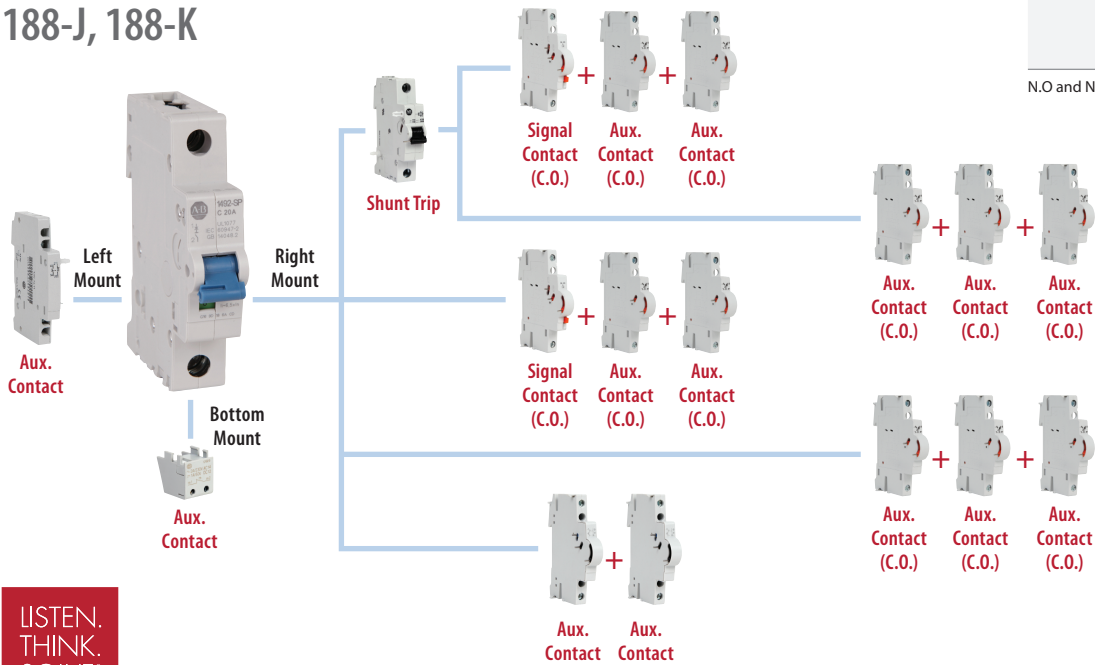 188-J, 188-K
N.O and N
Signal
Contact
(C.O.)
Aux.
Contact
(C.O.)
Aux.
Contact
(C.O.)
Shunt Trip
Aux.
Contact
(C.O.)
Aux.
Contact
(C.O.)
Aux.
Contact
(C.O.)
1492-SP
C 20A
Left
Mount
Right
Mount
Aux.
Contact
Signal
Contact
(C.O.)
Aux.
Contact
(C.O.)
Aux.
Contact
(C.O.)
Bottom
Mount
Aux.
Contact
Aux.
Contact
(C.O.)
Aux.
Contact
(C.O.)
Aux.
Contact
(C.O.)
Aux.
Contact
Aux.
Contact
LISTEN.
THINK.